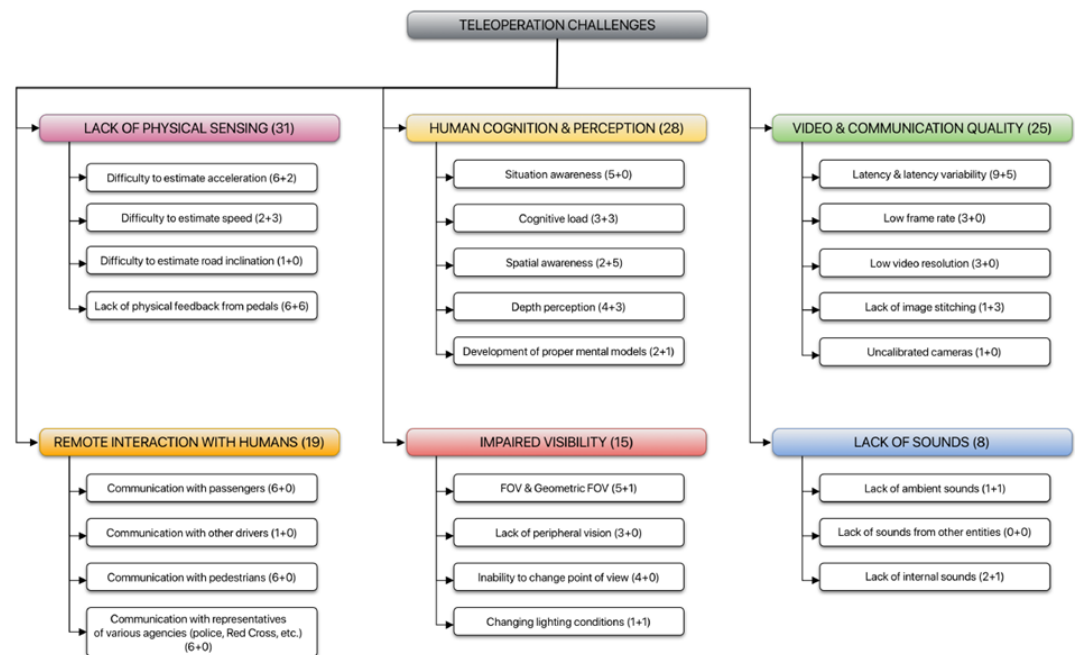 TELEOPERATION CHALLENGES
LACK OF PHYSICAL SENSING (31)
Difficulty to estimate acceleration (6+2)
Difficulty to estimate speed (2+3)
Difficulty to estimate road inclination (1+0)
Lack of physical feedback from pedals (6+6)
HUMAN COGNITION & PERCEPTION (28)
Situation awareness (5+0)
Cognitive load (3+3)
Spatial awareness (2+5)
Depth perception (4+3)
Development of proper mental models (2+1)
VIDEO & COMMUNICATION QUALITY (25)
Latency & latency variability (9+5)
Low frame rate (3+0)
Low video resolution (3+0)
Lack of image stitching (1+3)
Uncalibrated cameras (1+0)
REMOTE INTERACTION WITH HUMANS (19)
Communication with passengers (6+0)
Communication with other drivers (1+0)
Communication with pedestrians (6+0)
Communication with representatives
of various agencies (police, Red Cross, etc.)
(6+0)
IMPAIRED VISIBILITY (15)
FOV & Geometric FOV (5+1)
Lack of peripheral vision (3+0)
Inability to change point of view (4+0)
Changing lighting conditions (1+1)
LACK OF SOUNDS (8)
Lack of ambient sounds (1+1)
Lack of sounds from other entities (0+0)
Lack of internal sounds (2+1)